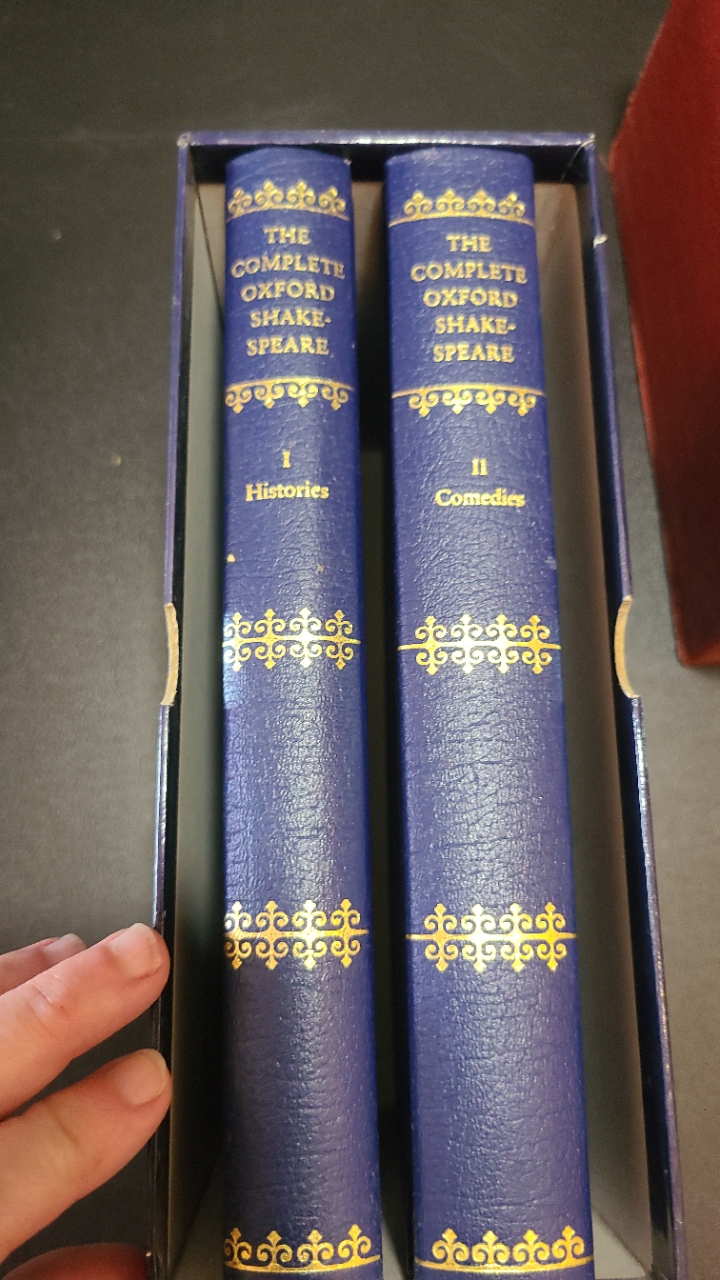 THE
COMPLETE
OXFORD
SHAKE-
SPEARE
I
Histories
THE
COMPLETE
OXFORD
SHAKE-
SPEARE
II
Comedies